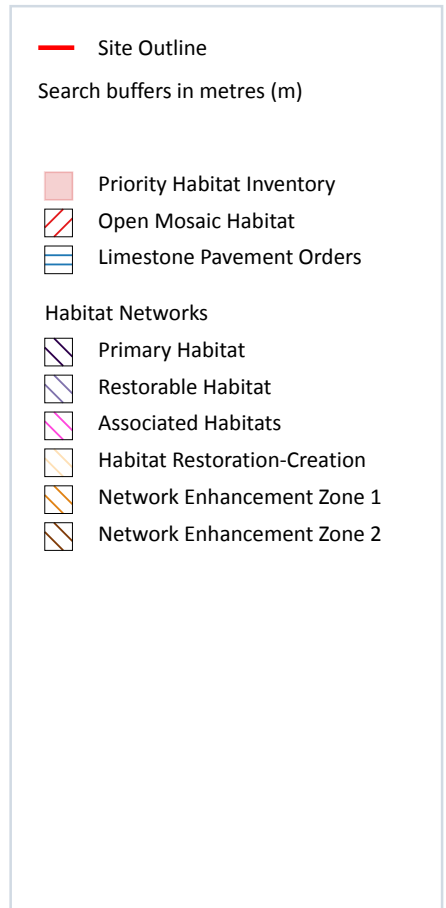 Site Outline
Search buffers in metres (m)
Priority Habitat Inventory
Open Mosaic Habitat
Limestone Pavement Orders
Habitat Networks
Primary Habitat
Restorable Habitat
Associated Habitats
Habitat Restoration-Creation
Network Enhancement Zone 1
Network Enhancement Zone 2